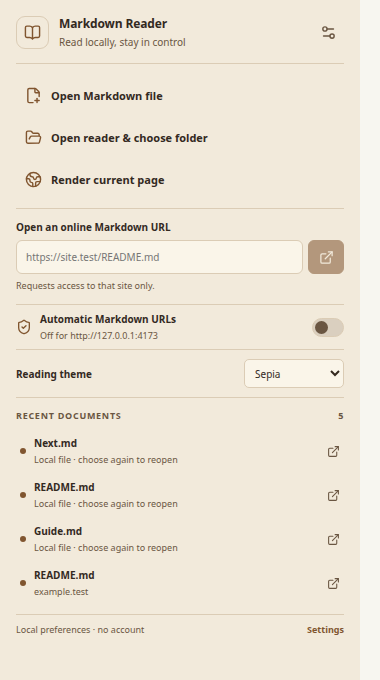 Markdown Reader
Read locally, stay in control
Open Markdown file
Open reader & choose folder
Render current page
Open an online Markdown URL
https://site.test/README.md
Requests access to that site only.
Automatic Markdown URLs
Off for http://127.0.0.1:4173
Reading theme
Sepia
RECENT DOCUMENTS 5
Next.md
Local file · choose again to reopen
README.md
Local file · choose again to reopen
Guide.md
Local file · choose again to reopen
README.md
example.test
Local preferences · no account Settings